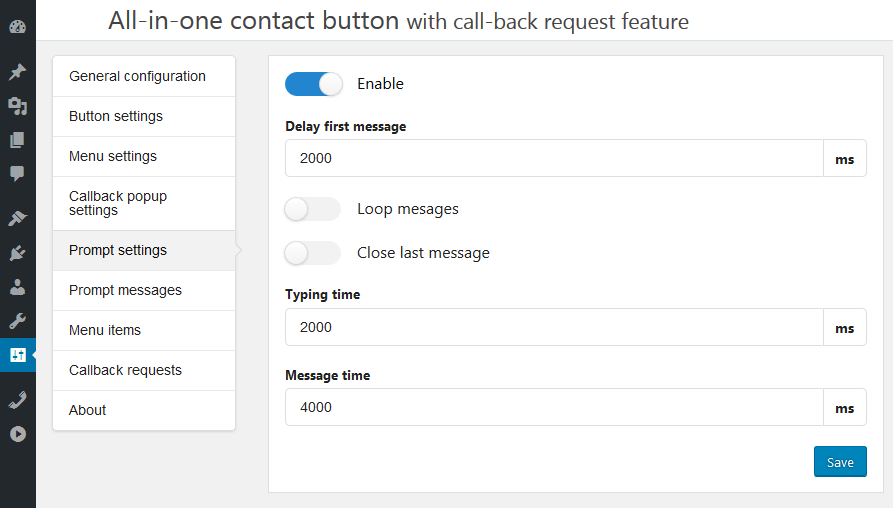 All-in-one contact button with call-back request feature
General configuration
Button settings
Menu settings
Callback popup
settings
Prompt settings
Prompt messages
Menu items
Callback requests
About
Enable
Delay first message
2000 ms
Loop mesages
Close last message
Typing time
2000 ms
Message time
4000 ms
Save